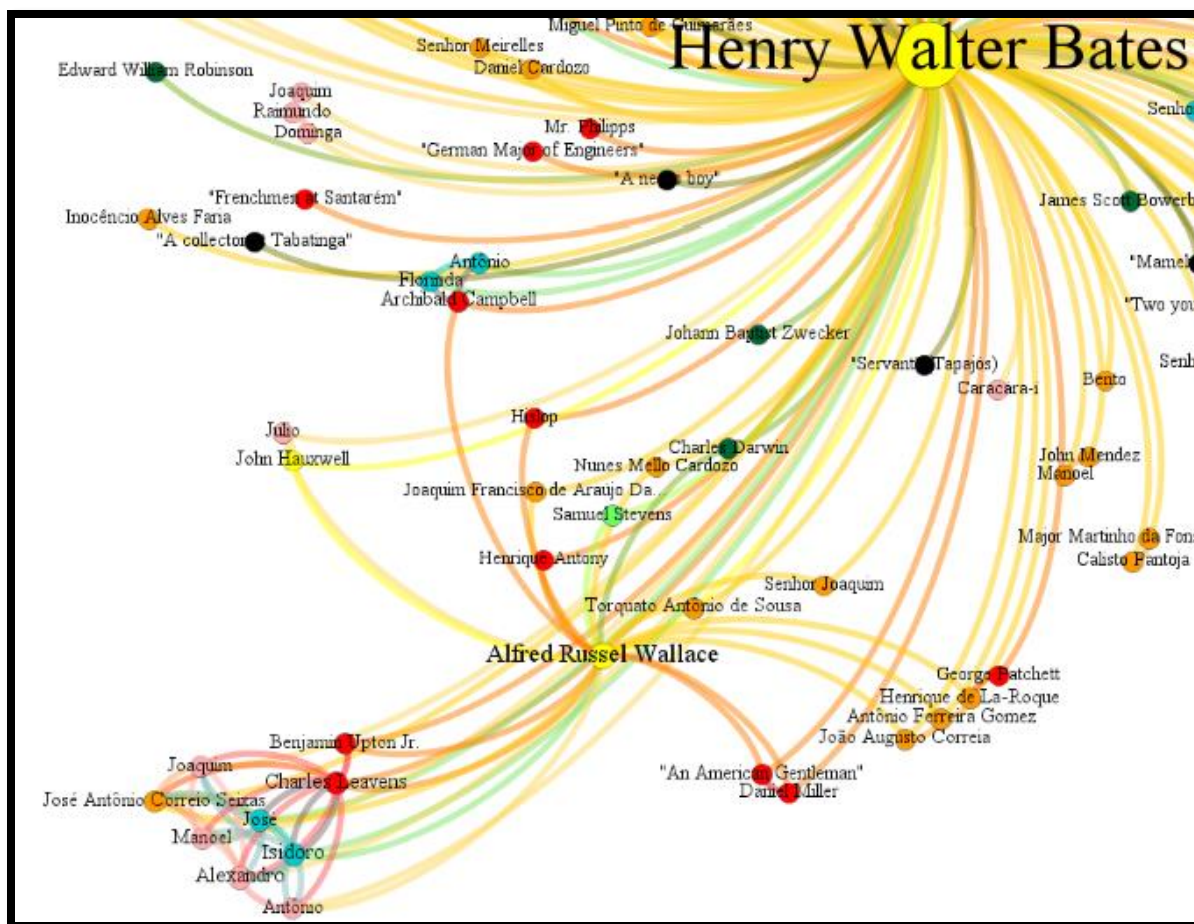 Miguel Pinto de Guimarães
Henry Walter Bates
Senhor Meirelles
Daniel Cardozo
Edward William Robinson
Joaquim
Raimundo
Dominga
Senho
Mr. Philipps
"German Major of Engineers"
"A boy"
"Frenchmen at Santarém"
Inocêncio Alves Faria
"A collector Tabatinga"
James Scott Bowerb
Antônio
Florinda
Archibald Campbell
"Mamel
"Two you
Johann Baptist Zwecker
"Servant (Tapajós)
Caracara-i
Senh
Bento
Hislop
Julio
John Hauxwell
Charles Darwin
Nunes Mello Cardozo
John Mendez
Manoel
Joaquim Francisco de Araújo Da...
Samuel Stevens
Henrique Antony
Major Martinho da Fons
Calisto Pantoja
Senhor Joaquim
Torquato Antônio de Sousa
Alfred Russel Wallace
George Patchett
Henrique de La-Roque
Antônio Ferreira Gomez
João Augusto Correia
Benjamin Upton Jr.
Joaquim
Charles Leavens
"An American Gentleman"
Daniel Miller
José Antônio Correio Seixas
José
Manoel
Isidoro
Alexandro
Antônio